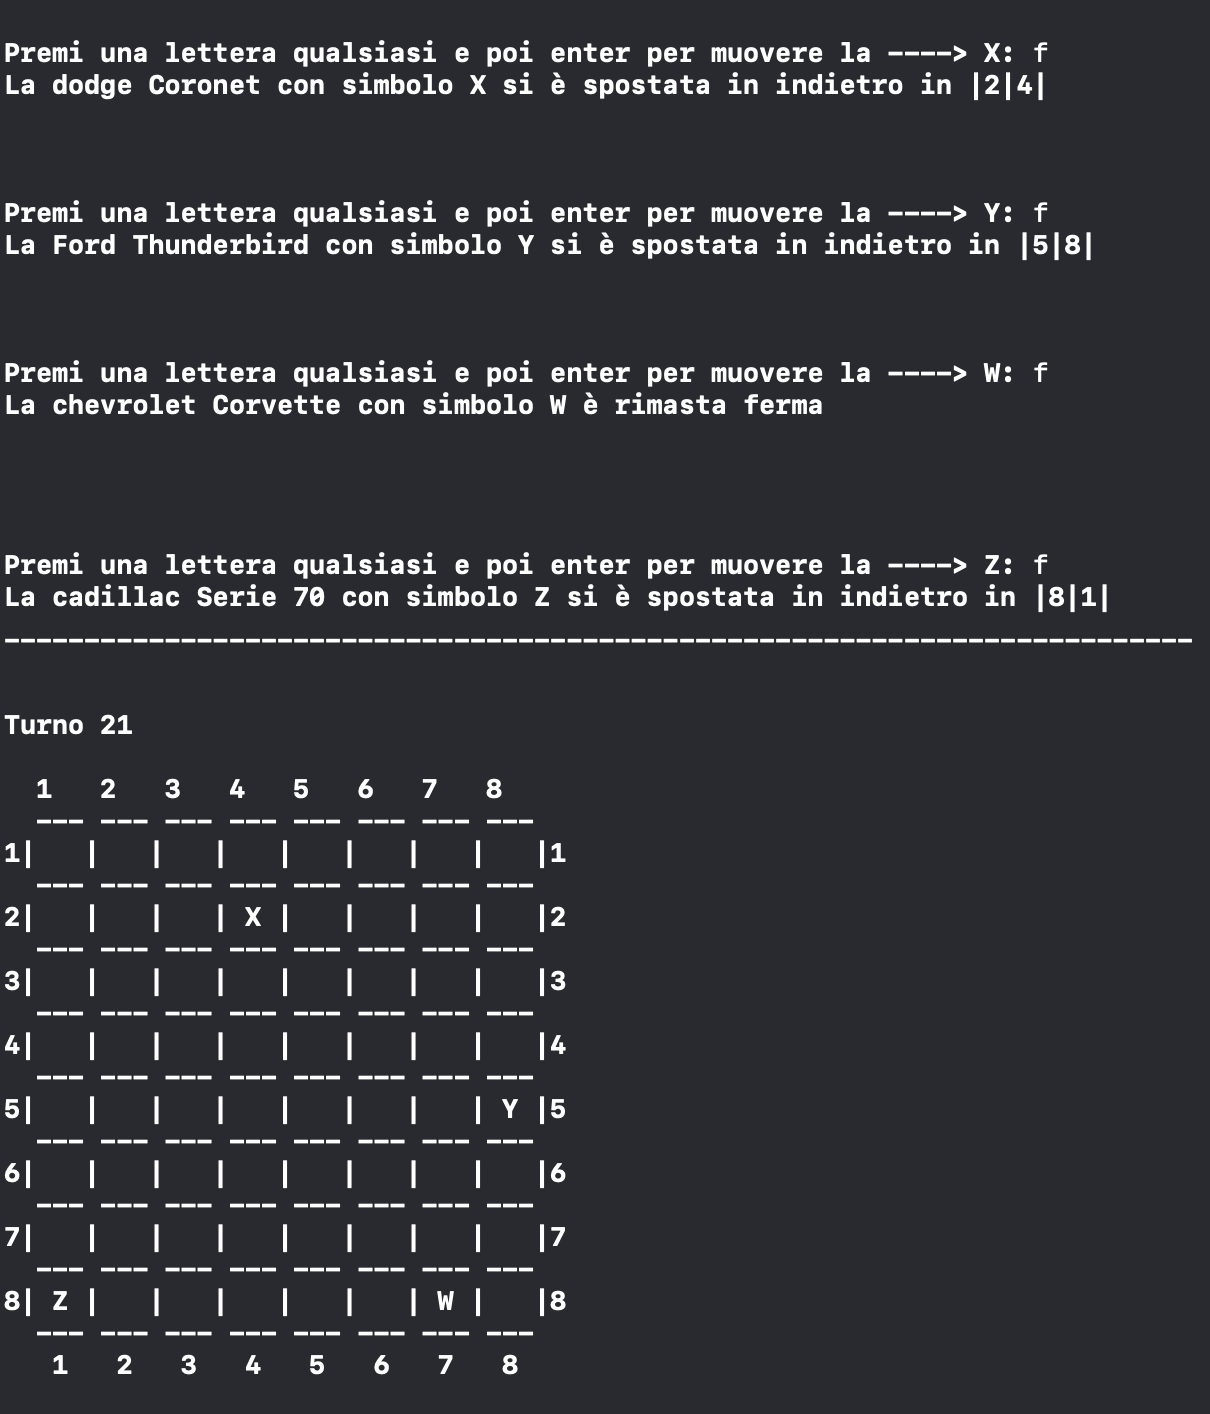 Premi una lettera qualsiasi e poi enter per muovere la ----> X: f
La dodge Coronet con simbolo X si è spostata in indietro in |2|4|
Premi una lettera qualsiasi e poi enter per muovere la ----> Y: f
La Ford Thunderbird con simbolo Y si è spostata in indietro in |5|8|
Premi una lettera qualsiasi e poi enter per muovere la ----> W: f
La chevrolet Corvette con simbolo W è rimasta ferma
Premi una lettera qualsiasi e poi enter per muovere la ----> Z: f
La cadillac Serie 70 con simbolo Z si è spostata in indietro in |8|1|
--------------------------------------------------------------------------
Turno 21
  1   2   3   4   5   6   7   8
  --- --- --- --- --- --- --- ---
1|   |   |   |   |   |   |   |   |1
  --- --- --- --- --- --- --- ---
2|   |   |   | X |   |   |   |   |2
  --- --- --- --- --- --- --- ---
3|   |   |   |   |   |   |   |   |3
  --- --- --- --- --- --- --- ---
4|   |   |   |   |   |   |   |   |4
  --- --- --- --- --- --- --- ---
5|   |   |   |   |   |   |   | Y |5
  --- --- --- --- --- --- --- ---
6|   |   |   |   |   |   |   |   |6
  --- --- --- --- --- --- --- ---
7|   |   |   |   |   |   |   |   |7
  --- --- --- --- --- --- --- ---
8| Z |   |   |   |   |   | W |   |8
  --- --- --- --- --- --- --- ---
   1   2   3   4   5   6   7   8